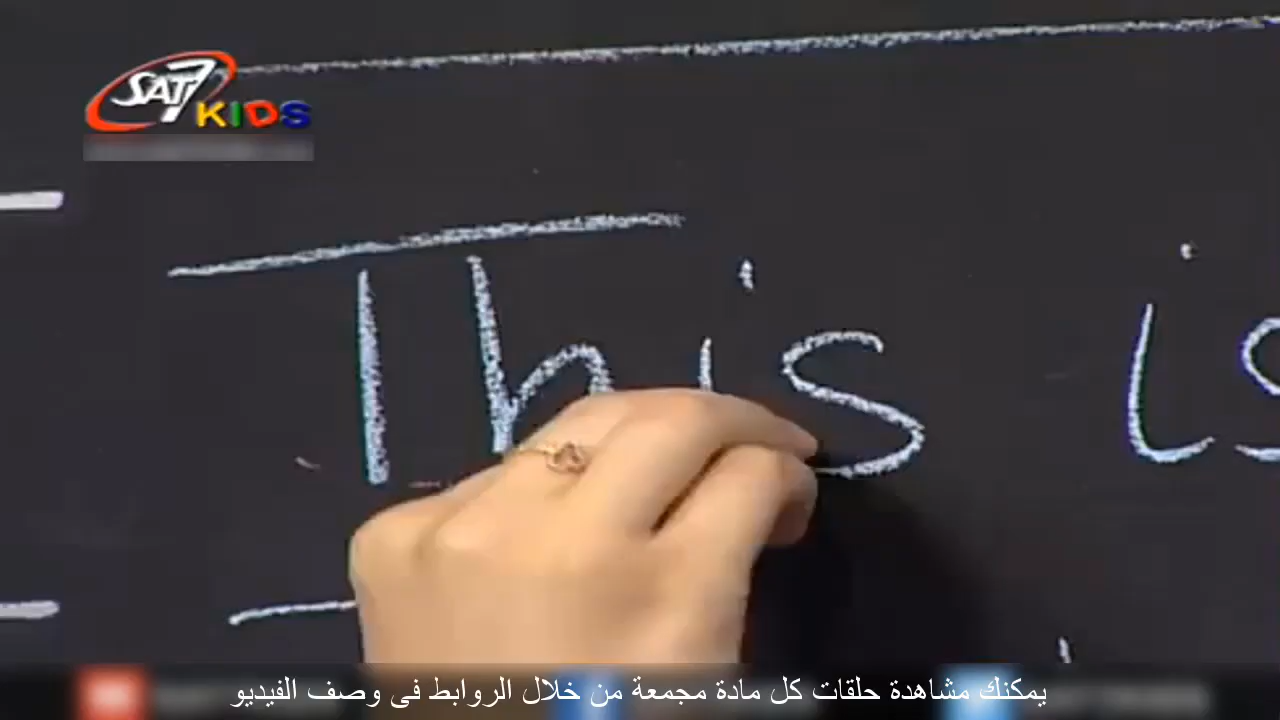 SAT7
KIDS
This is
يمكنك مشاهدة حلقات كل مادة مجمعة من خلال الروابط فى وصف الفيديو